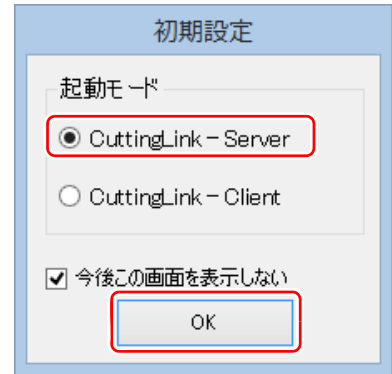 初期設定
起動モード
CuttingLink－Server
CuttingLink－Client
今後この画面を表示しない
OK